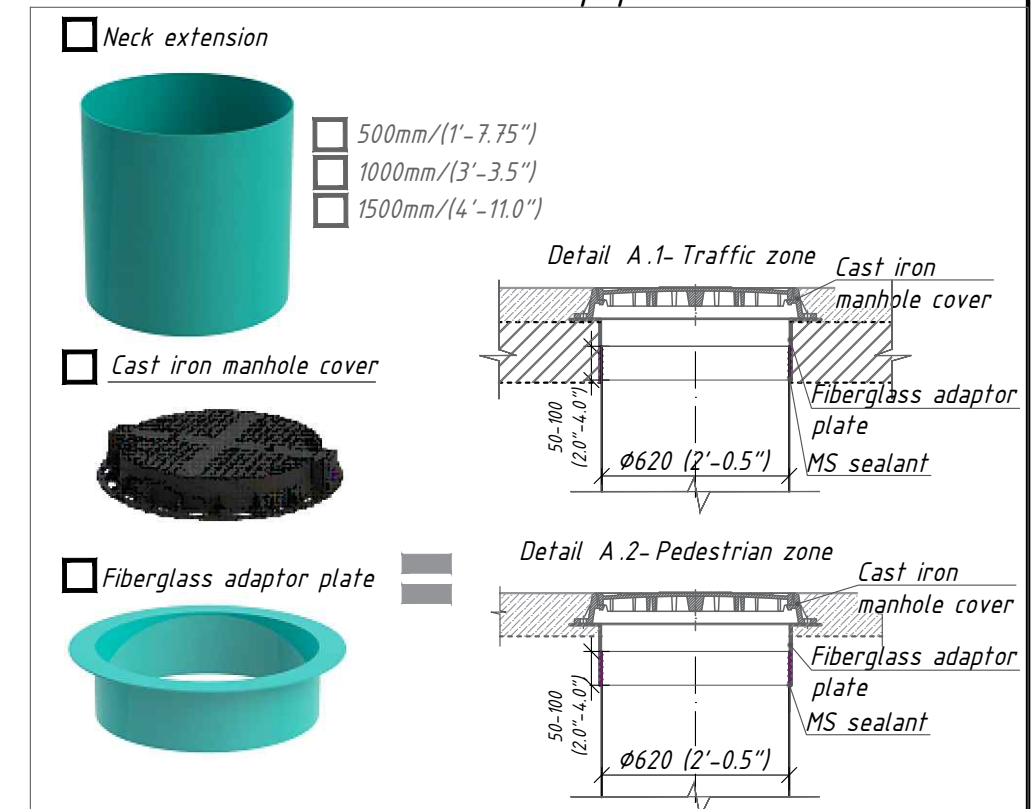 Neck extension
500mm/(1'-7.75")
1000mm/(3'-3.5")
1500mm/(4'-11.0")
Cast iron manhole cover
Fiberglass adaptor plate
Detail A.1- Traffic zone
Cast iron
manhole cover
Fiberglass adaptor
plate
MS sealant
50-100
(2.0"-4.0")
Ø620 (2'-0.5")
Detail A.2- Pedestrian zone
Cast iron
manhole cover
Fiberglass adaptor
plate
MS sealant
50-100
(2.0"-4.0")
Ø620 (2'-0.5")